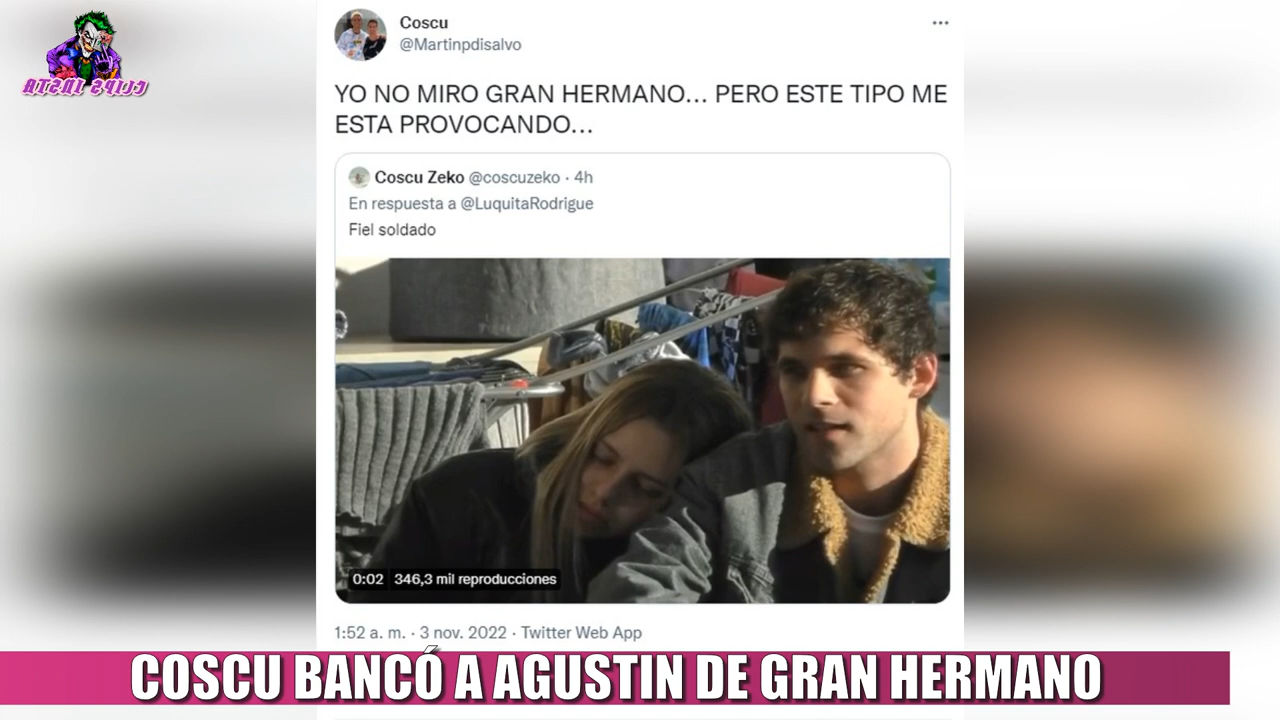 Coscu
@Martinpdisalvo
YO NO MIRO GRAN HERMANO... PERO ESTE TIPO ME
ESTA PROVOCANDO...
Coscu Zeko @coscuzeko · 4h
En respuesta a @LuquitaRodrigue
Fiel soldado
0:02 346,3 mil reproducciones
1:52 a. m. · 3 nov. 2022 · Twitter Web App
COSCU BANCÓ A AGUSTIN DE GRAN HERMANO